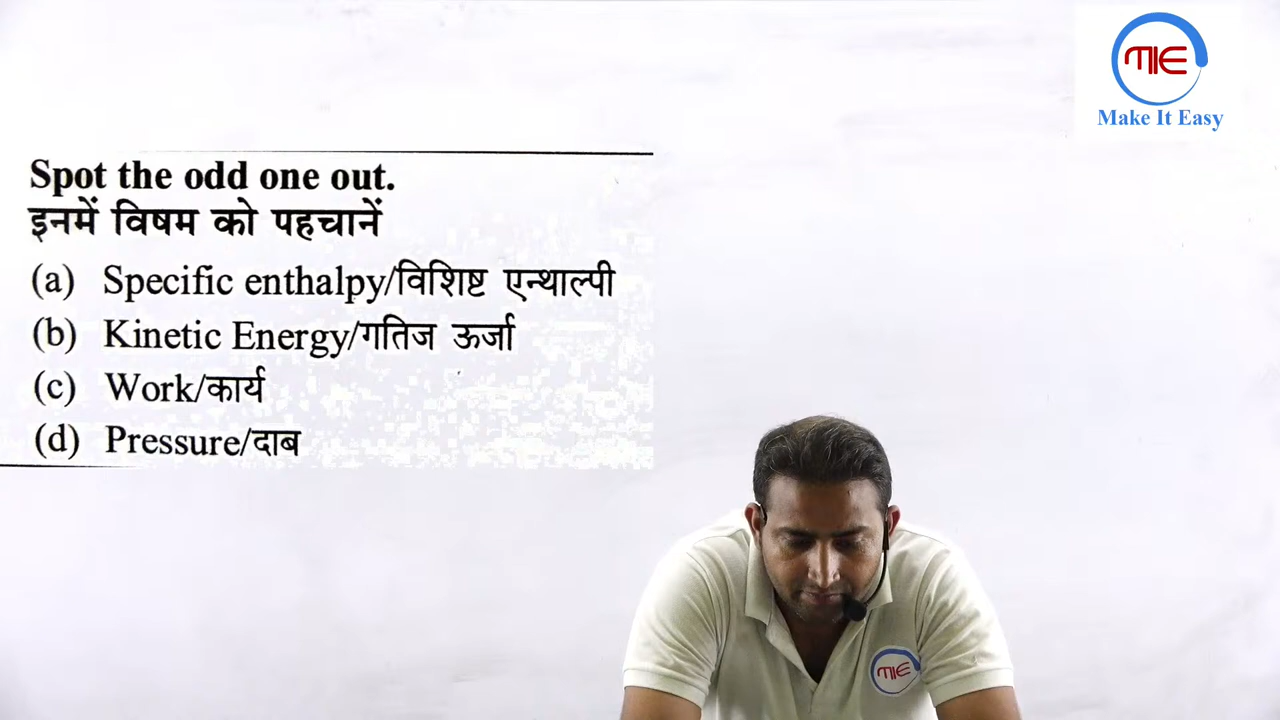 MIE
Make It Easy
Spot the odd one out.
इनमें विषम को पहचानें
(a) Specific enthalpy/विशिष्ट एन्थाल्पी
(b) Kinetic Energy/गतिज ऊर्जा
(c) Work/कार्य
(d) Pressure/दाब
MIE